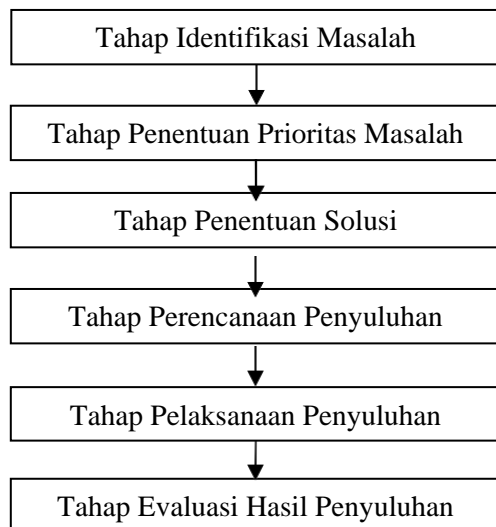 Tahap Identifikasi Masalah
Tahap Penentuan Prioritas Masalah
Tahap Penentuan Solusi
Tahap Perencanaan Penyuluhan
Tahap Pelaksanaan Penyuluhan
Tahap Evaluasi Hasil Penyuluhan